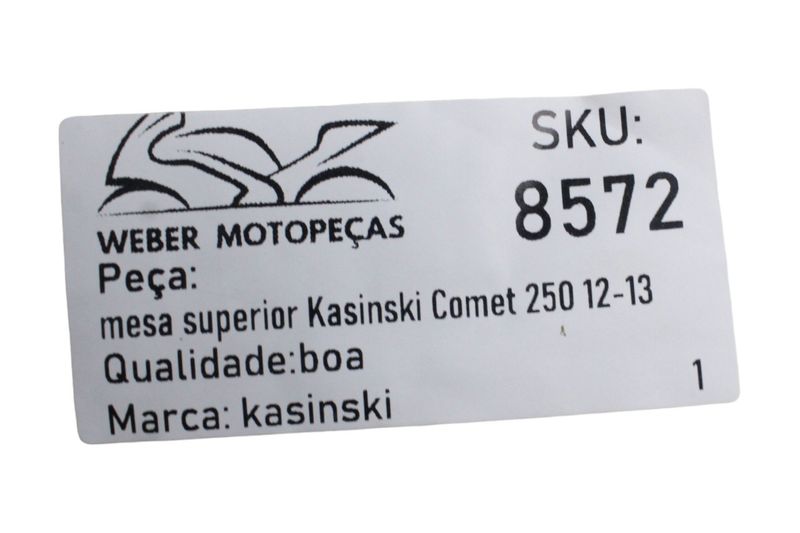 WEBER MOTOPEÇAS
SKU:
8572
Peça:
mesa superior Kasinski Comet 250 12-13
Qualidade:boa
Marca: kasinski
1